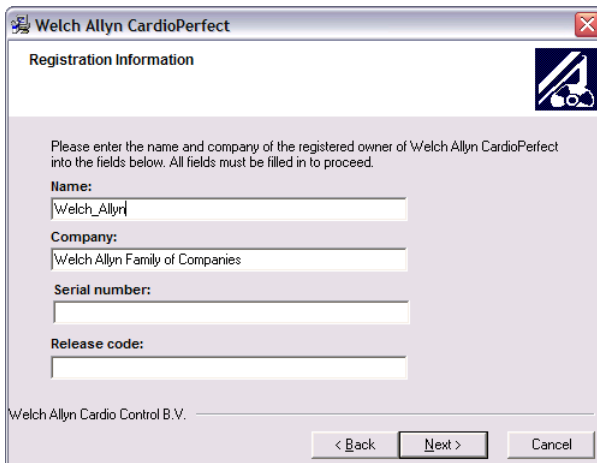 Welch Allyn CardioPerfect
Registration Information
Please enter the name and company of the registered owner of Welch Allyn CardioPerfect
into the fields below. All fields must be filled in to proceed.
Name:
Welch_Allyn
Company:
Welch Allyn Family of Companies
Serial number:
Release code:
Welch Allyn Cardio Control B.V.
< Back Next > Cancel